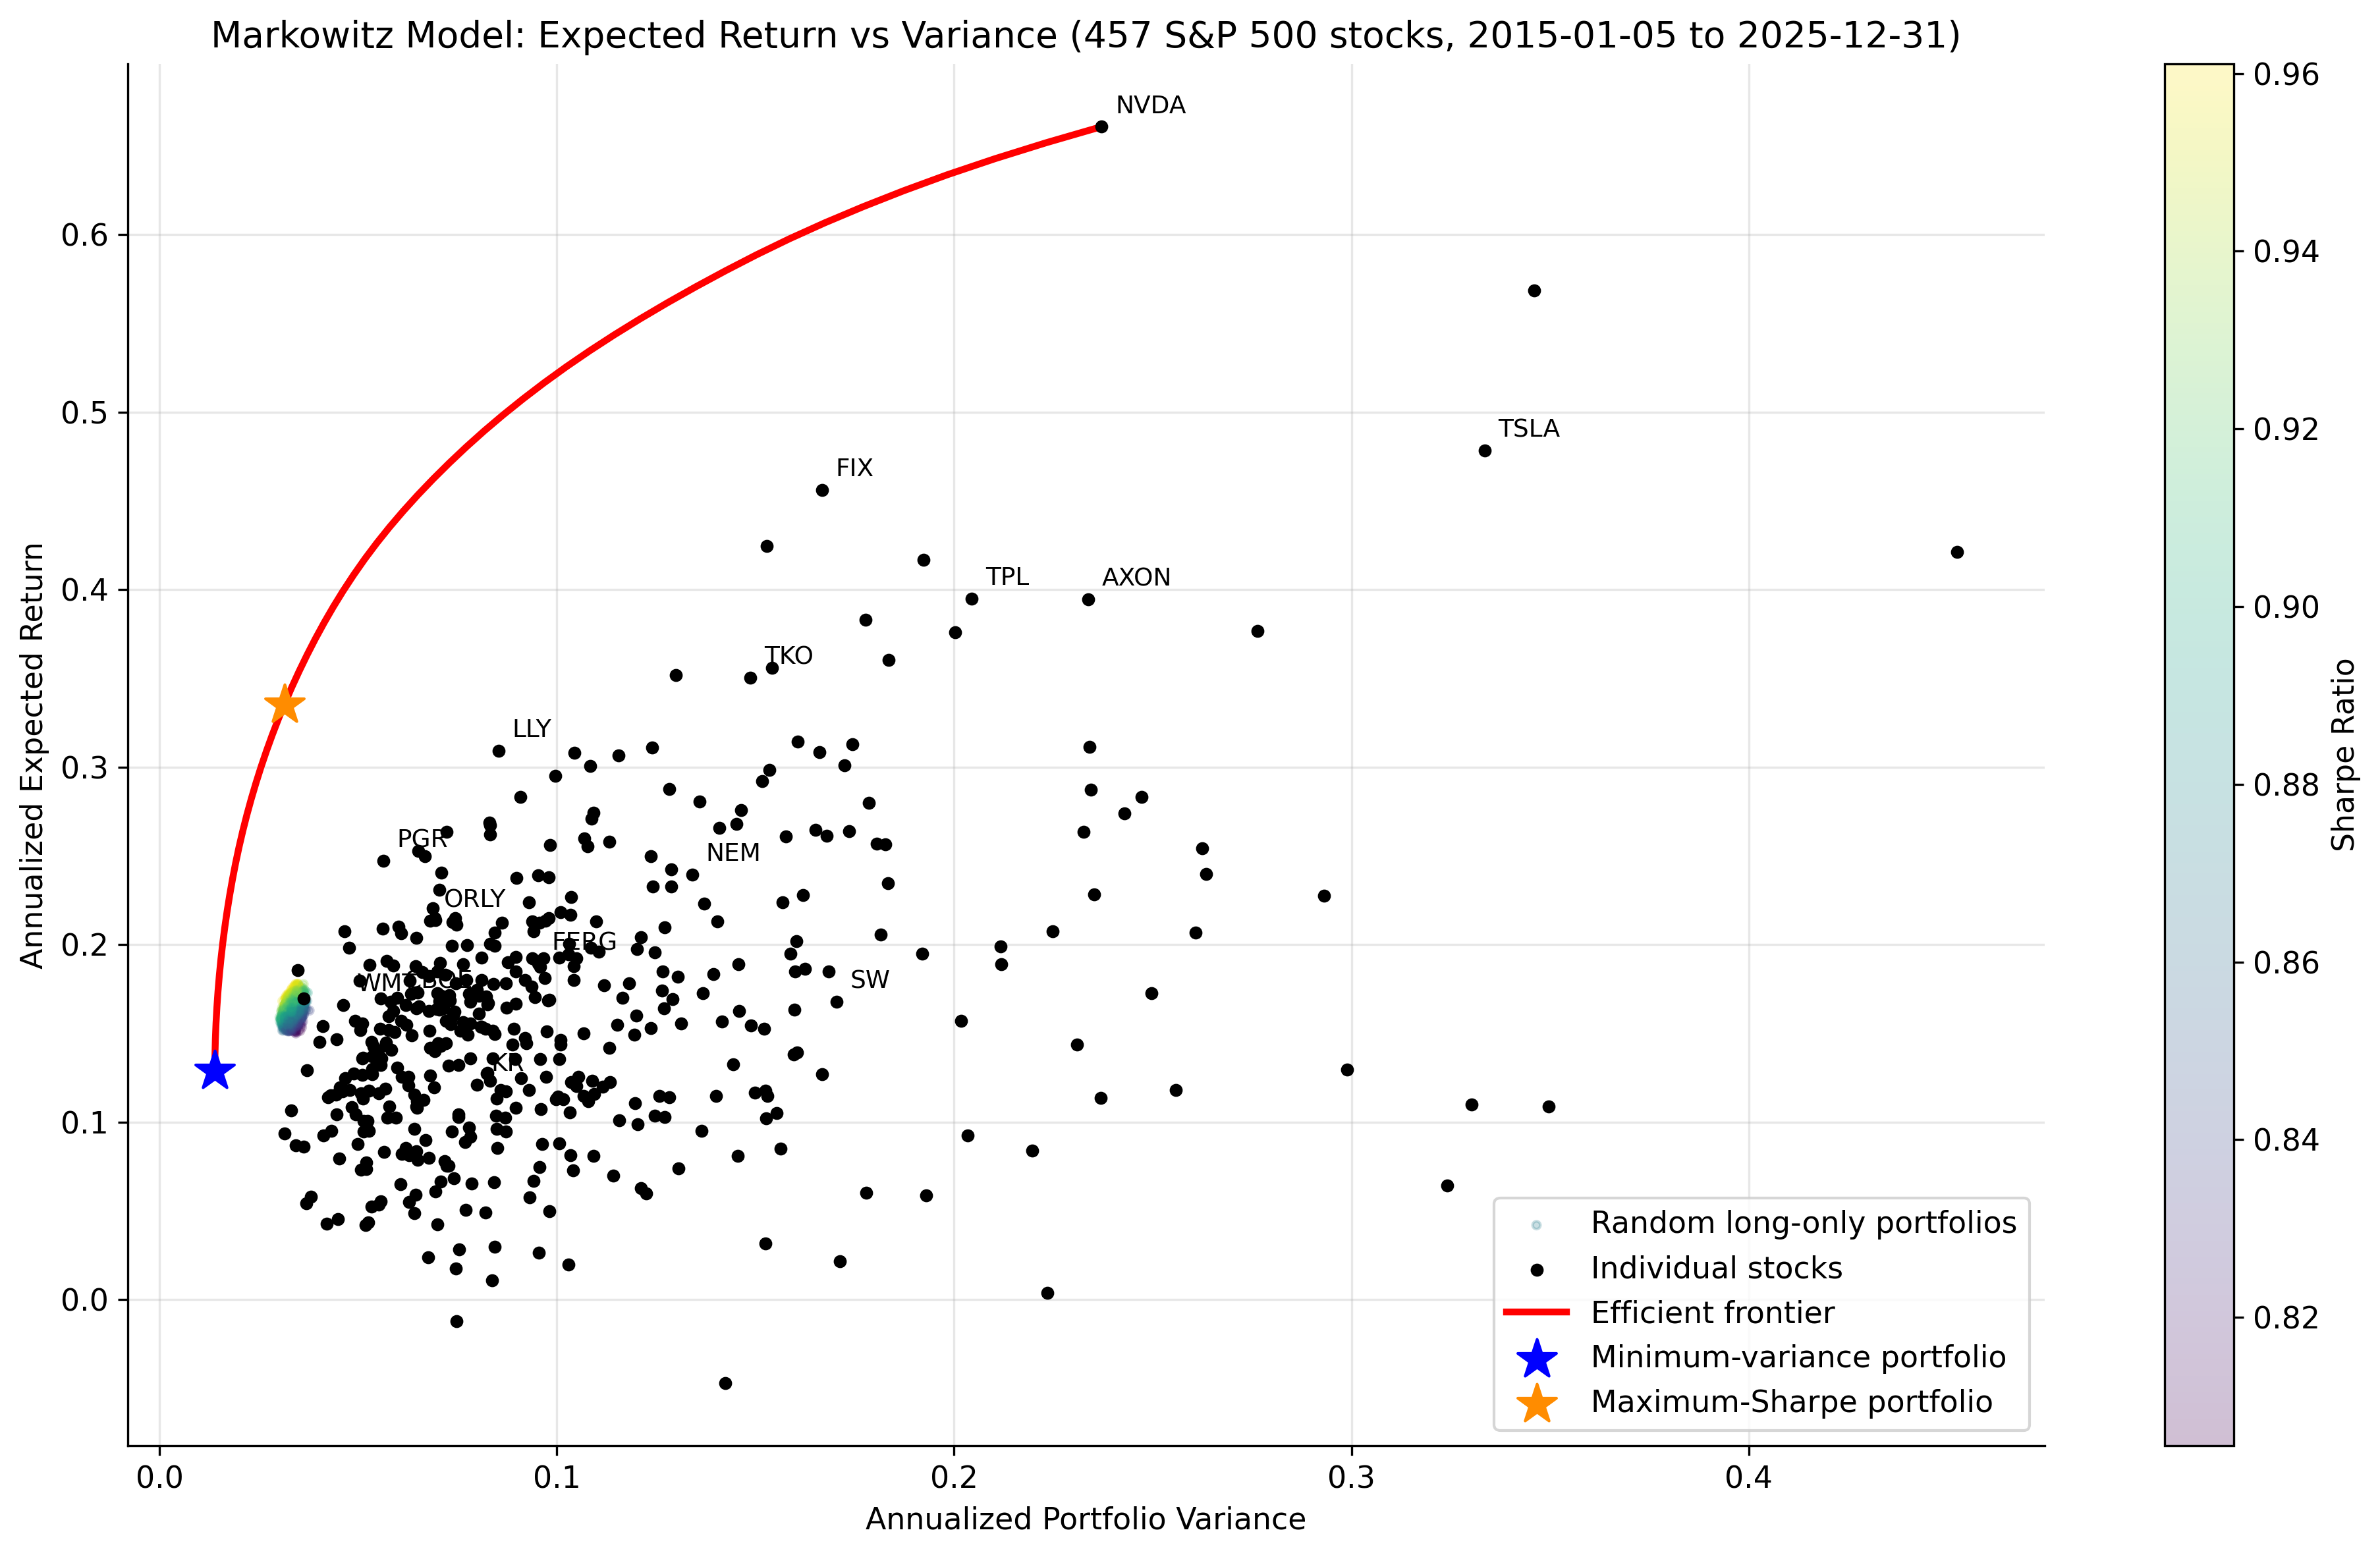 Markowitz Model: Expected Return vs Variance (457 S&P 500 stocks, 2015-01-05 to 2025-12-31)
Annualized Expected Return
0.6
0.5
0.4
0.3
0.2
0.1
0.0
NVDA
TSLA
FIX
TPL
AXON
TKO
LLY
PGR
NEM
ORLY
FERG
WMT
SW
KR
Random long-only portfolios
Individual stocks
Efficient frontier
Minimum-variance portfolio
Maximum-Sharpe portfolio
0.0
0.1
0.2
0.3
0.4
Annualized Portfolio Variance
0.96
0.94
0.92
0.90
0.88
0.86
0.84
0.82
Sharpe Ratio